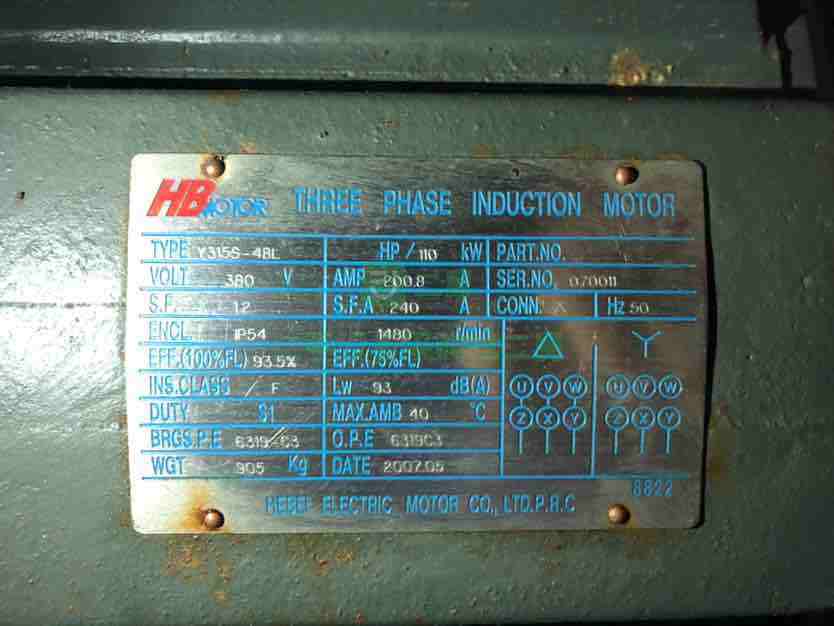 HB MOTOR THREE PHASE INDUCTION MOTOR
TYPE Y315S-4BL HP / 110 kW PART.NO.
VOLT 380 V AMP 200.8 A SER.NO. 070011
S.F. 1.2 S.F.A 240 A CONN. Hz 50
ENCL. IP54 1480 r/min
EFF.(100%FL) 93.5% EFF.(75%FL)
INS.CLASS / F Lw 93 dB(A)
U V W U V W
DUTY S1 MAX.AMB 40 °C
Z X Y Z X Y
BRGS.P.E 6319-C3 O.P.E 6319C3
WGT 905 Kg DATE 2007.05
8822
HEBEI ELECTRIC MOTOR CO., LTD.P.R.C